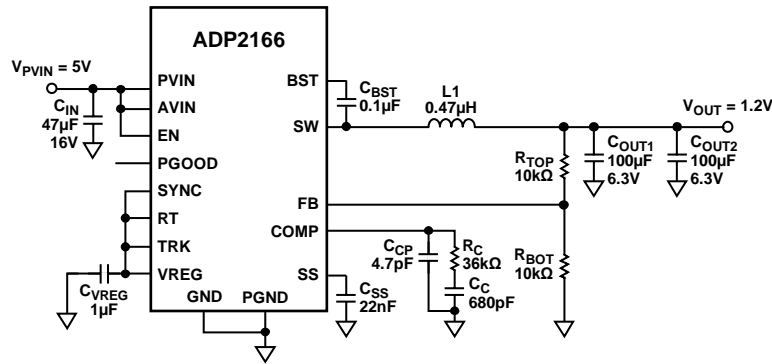 ADP2166
V_PVIN = 5V
PVIN
AVIN
EN
PGOOD
SYNC
RT
TRK
VREG
GND
PGND
BST
SW
FB
COMP
SS
C_IN
47µF
16V
C_VREG
1µF
C_BST
0.1µF
L1
0.47µH
V_OUT = 1.2V
R_TOP
10kΩ
C_OUT1
100µF
6.3V
C_OUT2
100µF
6.3V
C_CP
4.7pF
R_C
36kΩ
C_C
680pF
R_BOT
10kΩ
C_SS
22nF